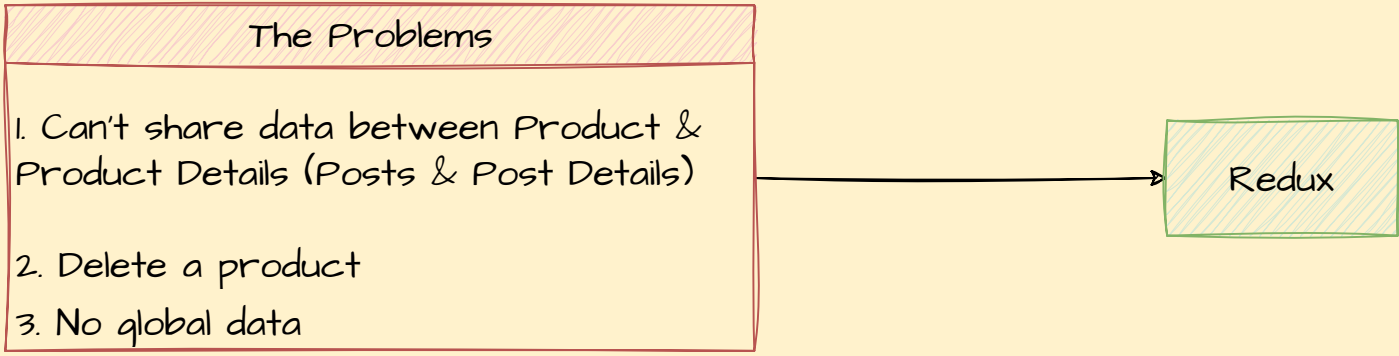 The Problems
1. Can't share data between Product &
Product Details (Posts & Post Details)
2. Delete a product
3. No global data
Redux